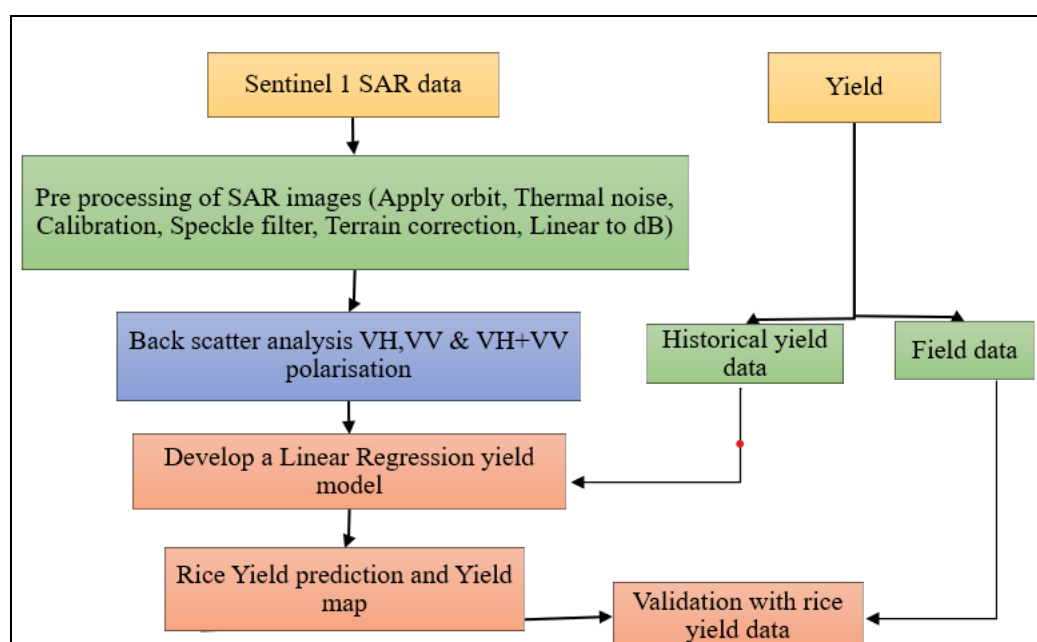 Sentinel 1 SAR data
Yield
Pre processing of SAR images (Apply orbit, Thermal noise,
Calibration, Speckle filter, Terrain correction, Linear to dB)
Back scatter analysis VH,VV & VH+VV
polarisation
Historical yield
data
Field data
Develop a Linear Regression yield
model
Rice Yield prediction and Yield
map
Validation with rice
yield data